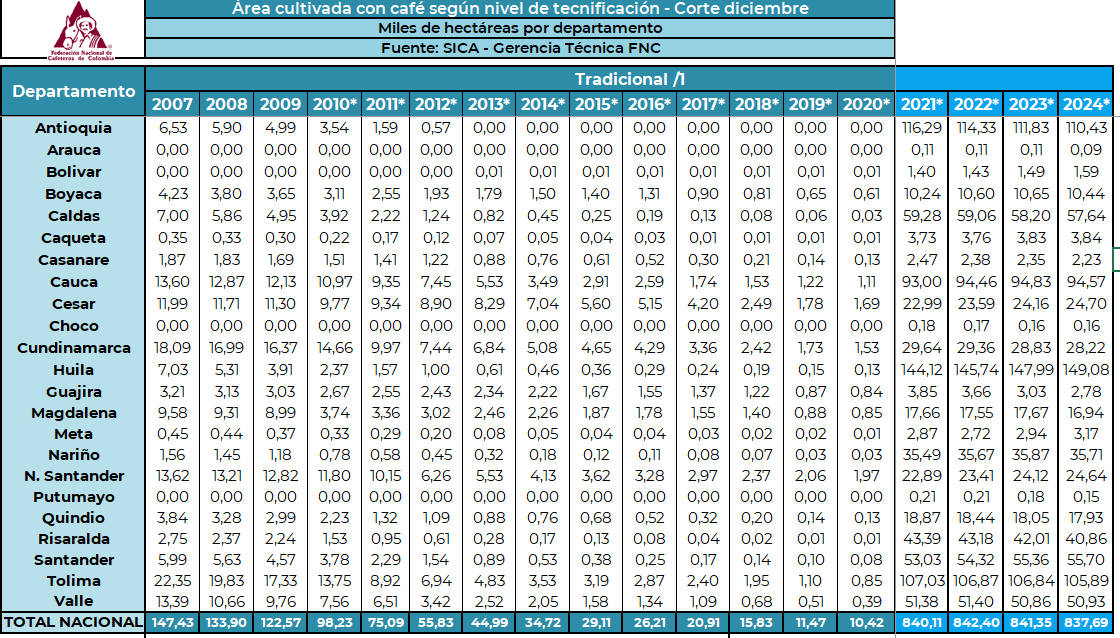 Área cultivada con café según nivel de tecnificación - Corte diciembre
Miles de hectáreas por departamento
Fuente: SICA - Gerencia Técnica FNC
Federación Nacional de
Cafeteros de Colombia
Departamento Tradicional /1
2007 2008 2009 2010* 2011* 2012* 2013* 2014* 2015* 2016* 2017* 2018* 2019* 2020* 2021* 2022* 2023* 2024*
Antioquia 6,53 5,90 4,99 3,54 1,59 0,57 0,00 0,00 0,00 0,00 0,00 0,00 0,00 0,00 116,29 114,33 111,83 110,43
Arauca 0,00 0,00 0,00 0,00 0,00 0,00 0,00 0,00 0,00 0,00 0,00 0,00 0,00 0,00 0,11 0,11 0,11 0,09
Bolivar 0,00 0,00 0,00 0,00 0,00 0,00 0,01 0,01 0,01 0,01 0,01 0,01 0,01 0,00 1,40 1,43 1,49 1,59
Boyaca 4,23 3,80 3,65 3,11 2,55 1,93 1,79 1,50 1,40 1,31 0,90 0,81 0,65 0,61 10,24 10,60 10,65 10,44
Caldas 7,00 5,86 4,95 3,92 2,22 1,24 0,82 0,45 0,25 0,19 0,13 0,08 0,06 0,03 59,28 59,06 58,20 57,64
Caqueta 0,35 0,33 0,30 0,22 0,17 0,12 0,07 0,05 0,04 0,03 0,01 0,01 0,01 0,01 3,73 3,76 3,83 3,84
Casanare 1,87 1,83 1,69 1,51 1,41 1,22 0,88 0,76 0,61 0,52 0,30 0,21 0,14 0,13 2,47 2,38 2,35 2,23
Cauca 13,60 12,87 12,13 10,97 9,35 7,45 5,53 3,49 2,91 2,59 1,74 1,53 1,22 1,11 93,00 94,46 94,83 94,57
Cesar 11,99 11,71 11,30 9,77 9,34 8,90 8,29 7,04 5,60 5,15 4,20 2,49 1,78 1,69 22,99 23,59 24,16 24,70
Choco 0,00 0,00 0,00 0,00 0,00 0,00 0,00 0,00 0,00 0,00 0,00 0,00 0,00 0,00 0,18 0,17 0,16 0,16
Cundinamarca 18,09 16,99 16,37 14,66 9,97 7,44 6,84 5,08 4,65 4,29 3,36 2,42 1,73 1,53 29,64 29,36 28,83 28,22
Huila 7,03 5,31 3,91 2,37 1,57 1,00 0,61 0,46 0,36 0,29 0,24 0,19 0,15 0,13 144,12 145,74 147,99 149,08
Guajira 3,21 3,13 3,03 2,67 2,55 2,43 2,34 2,22 1,67 1,55 1,37 1,22 0,87 0,84 3,85 3,66 3,03 2,78
Magdalena 9,58 9,31 8,99 3,74 3,36 3,02 2,46 2,26 1,87 1,78 1,55 1,40 0,88 0,85 17,66 17,55 17,67 16,94
Meta 0,45 0,44 0,37 0,33 0,29 0,20 0,08 0,05 0,04 0,04 0,03 0,02 0,02 0,01 2,87 2,72 2,94 3,17
Nariño 1,56 1,45 1,18 0,78 0,58 0,45 0,32 0,18 0,12 0,11 0,08 0,07 0,03 0,03 35,49 35,67 35,87 35,71
N. Santander 13,62 13,21 12,82 11,80 10,15 6,26 5,53 4,13 3,62 3,28 2,97 2,37 2,06 1,97 22,89 23,41 24,12 24,64
Putumayo 0,00 0,00 0,00 0,00 0,00 0,00 0,00 0,00 0,00 0,00 0,00 0,00 0,00 0,00 0,21 0,21 0,18 0,15
Quindio 3,84 3,28 2,99 2,23 1,32 1,09 0,88 0,76 0,68 0,52 0,32 0,20 0,14 0,13 18,87 18,44 18,05 17,93
Risaralda 2,75 2,37 2,24 1,53 0,95 0,61 0,28 0,17 0,13 0,08 0,04 0,02 0,01 0,01 43,39 43,18 42,01 40,86
Santander 5,99 5,63 4,57 3,78 2,29 1,54 0,89 0,53 0,38 0,25 0,17 0,14 0,10 0,08 53,03 54,32 55,36 55,70
Tolima 22,35 19,83 17,33 13,75 8,92 6,94 4,83 3,53 3,19 2,87 2,40 1,95 1,10 0,85 107,03 106,87 106,84 105,89
Valle 13,39 10,66 9,76 7,56 6,51 3,42 2,52 2,05 1,58 1,34 1,09 0,68 0,51 0,39 51,38 51,40 50,86 50,93
TOTAL NACIONAL 147,43 133,90 122,57 98,23 75,09 55,83 44,99 34,72 29,11 26,21 20,91 15,83 11,47 10,42 840,11 842,40 841,35 837,69